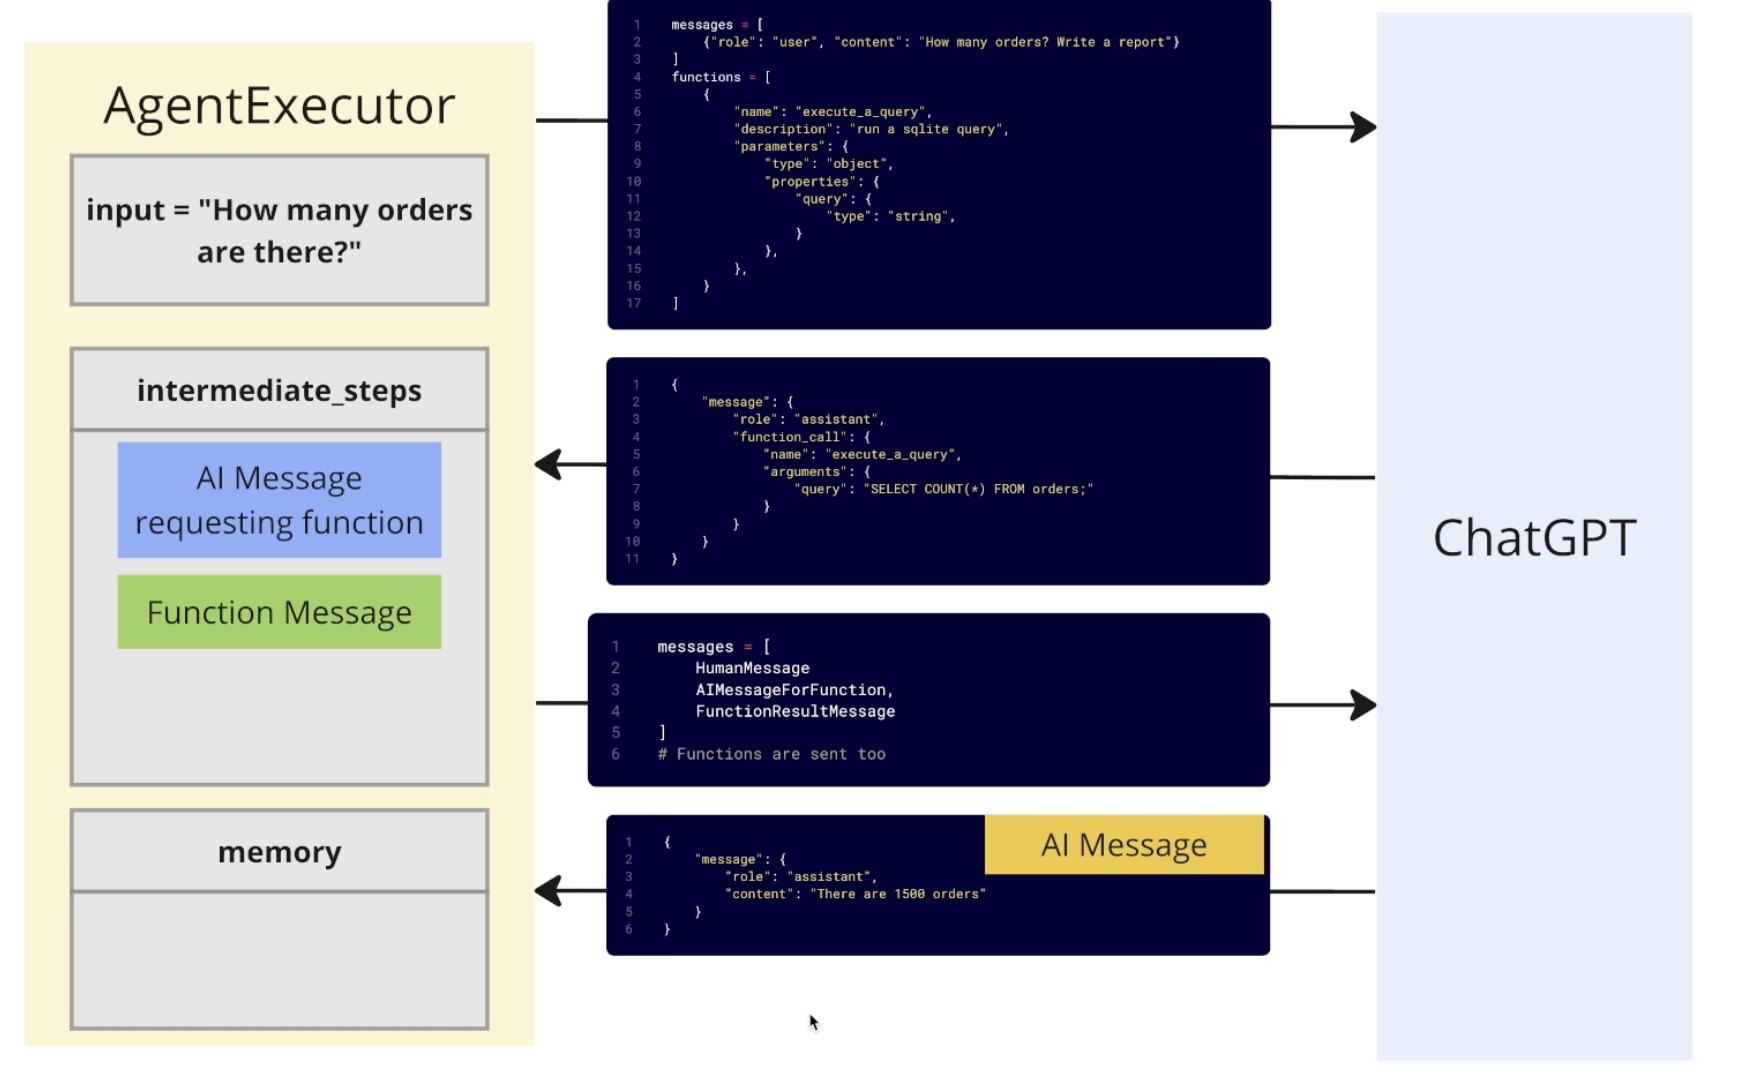 AgentExecutor
input = "How many orders
are there?"
intermediate_steps
AI Message
requesting function
Function Message
memory
1 messages = [
2 {"role": "user", "content": "How many orders? Write a report"}
3 ]
4 functions = [
5 {
6 "name": "execute_a_query",
7 "description": "run a sqlite query",
8 "parameters": {
9 "type": "object",
10 "properties": {
11 "query": {
12 "type": "string",
13 }
14 },
15 },
16 }
17 ]
1 {
2 "message": {
3 "role": "assistant",
4 "function_call": {
5 "name": "execute_a_query",
6 "arguments": {
7 "query": "SELECT COUNT(*) FROM orders;"
8 }
9 }
10 }
11 }
1 messages = [
2 HumanMessage
3 AIMessageForFunction,
4 FunctionResultMessage
5 ]
6 # Functions are sent too
AI Message
1 {
2 "message": {
3 "role": "assistant",
4 "content": "There are 1500 orders"
5 }
6 }
ChatGPT